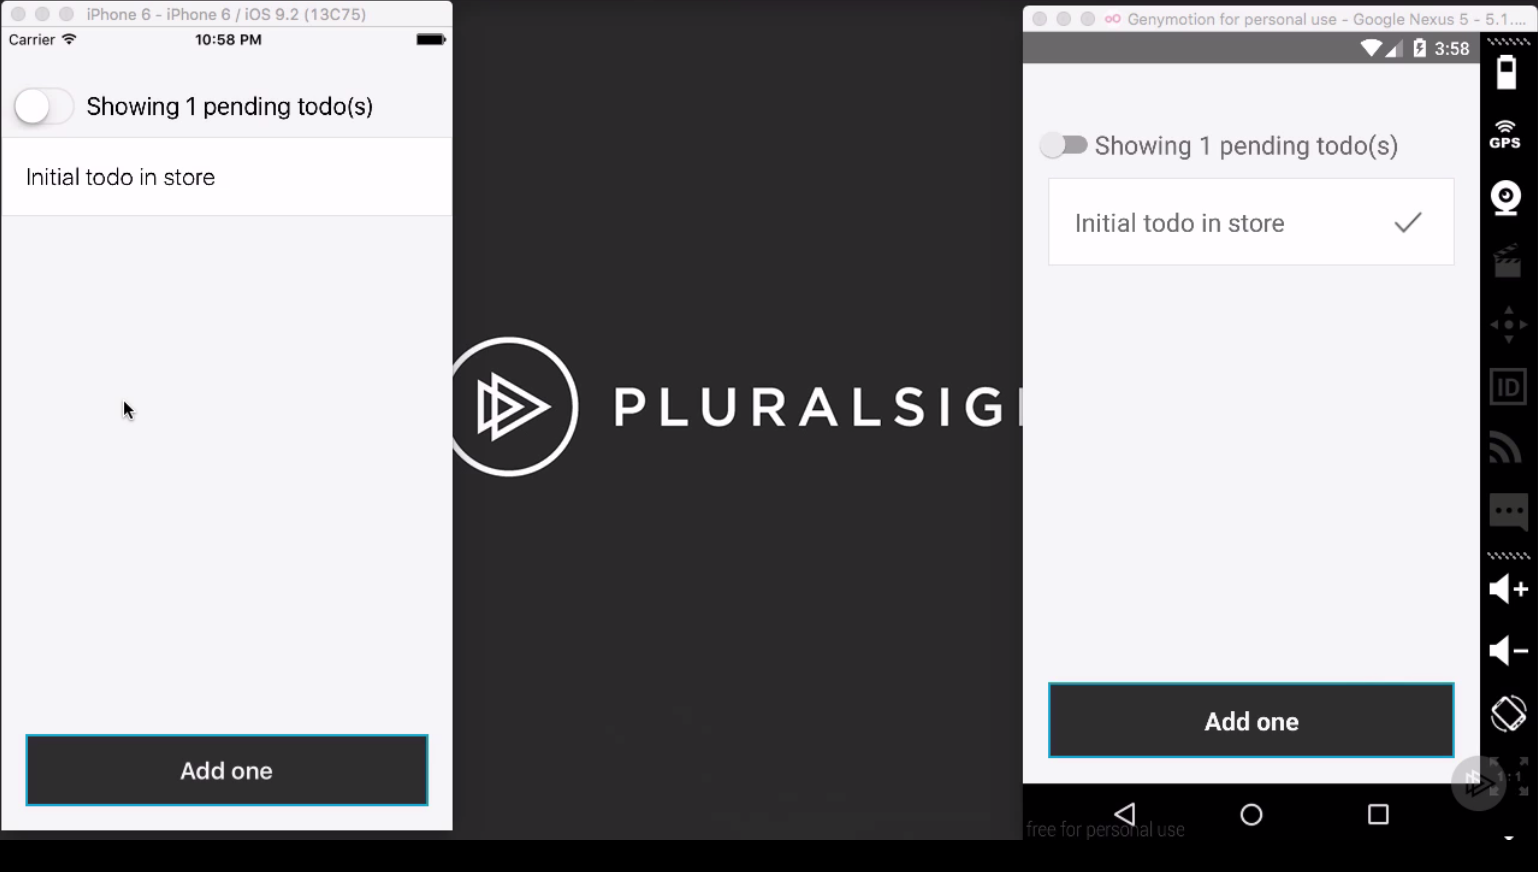 iPhone 6 - iPhone 6 / iOS 9.2 (13C75)
Carrier
10:58 PM
Showing 1 pending todo(s)
Initial todo in store
Add one
PLURALSIG
Genymotion for personal use - Google Nexus 5 - 5.1....
3:58
Showing 1 pending todo(s)
Initial todo in store
Add one
free for personal use
GPS
ID
1:1